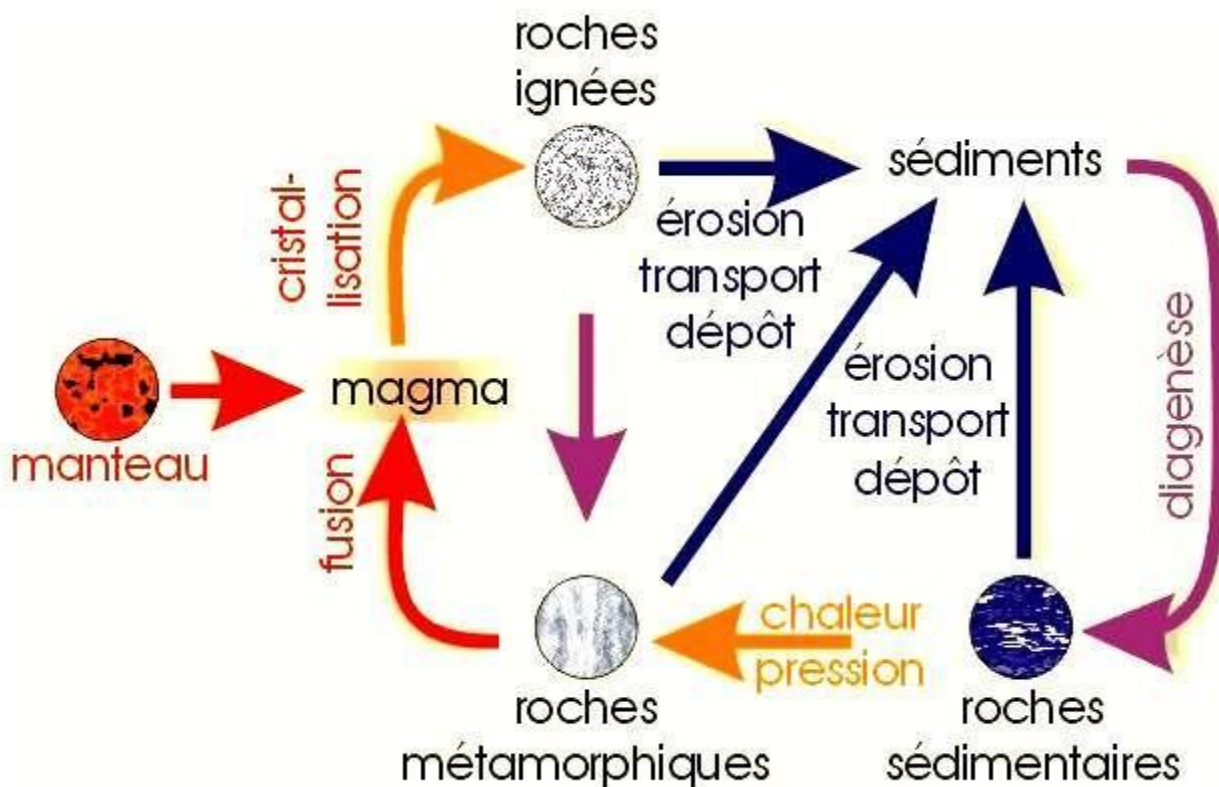 roches
ignées
sédiments
cristal-
lisation
érosion
transport
dépôt
érosion
transport
dépôt
diagenèse
magma
manteau
fusion
chaleur
pression
roches
métamorphiques
roches
sédimentaires